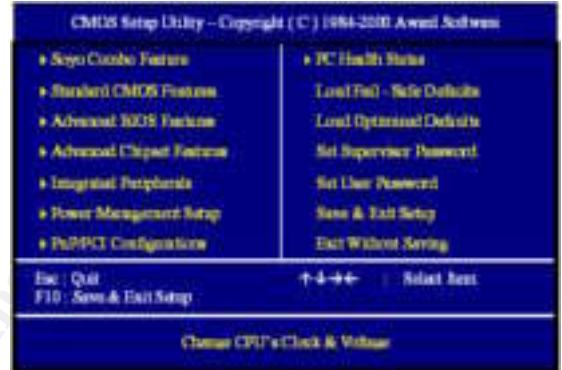 CMOS Setup Utility – Copyright ( C ) 1984-2000 Award Software
Soyo Combo Feature
Standard CMOS Features
Advanced BIOS Features
Advanced Chipset Features
Integrated Peripherals
Power Management Setup
PnP/PCI Configurations
PC Health Status
Load Fail - Safe Defaults
Load Optimized Defaults
Set Supervisor Password
Set User Password
Save & Exit Setup
Exit Without Saving
Esc : Quit
F10 : Save & Exit Setup
↑↓→← : Select Item
Change CPU's Clock & Voltage